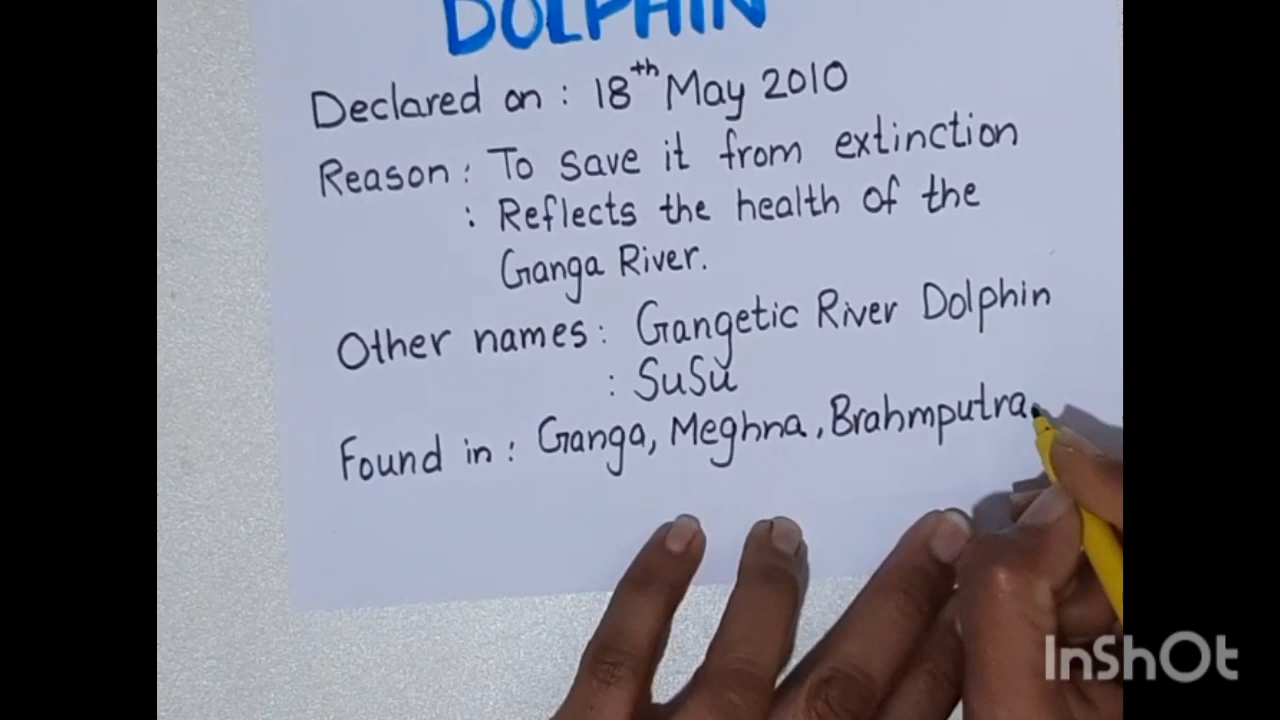 DOLPHIN
Declared on : 18th May 2010
Reason : To save it from extinction
: Reflects the health of the
Ganga River.
Other names : Gangetic River Dolphin
: SuSu
Found in : Ganga, Meghna, Brahmputra
InShOt